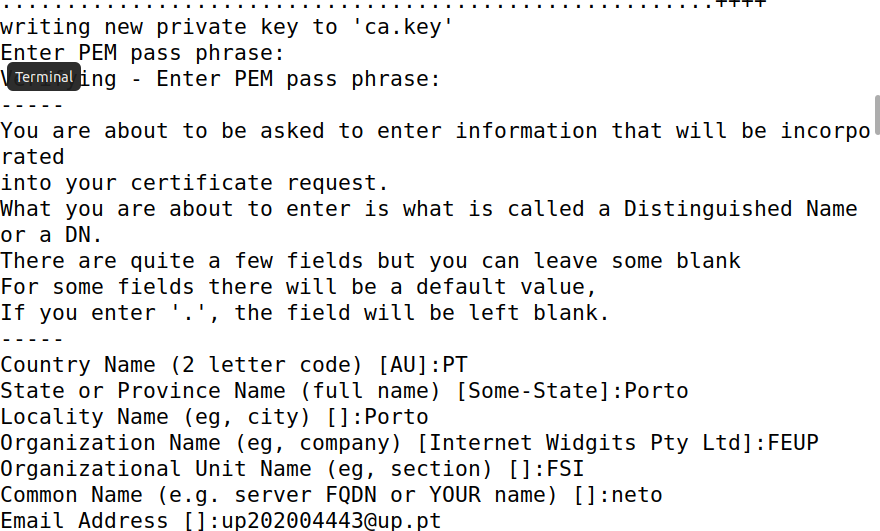 .......................................................++++
writing new private key to 'ca.key'
Enter PEM pass phrase:
Terminal
Verifying - Enter PEM pass phrase:
-----
You are about to be asked to enter information that will be incorpo
rated
into your certificate request.
What you are about to enter is what is called a Distinguished Name
or a DN.
There are quite a few fields but you can leave some blank
For some fields there will be a default value,
If you enter '.', the field will be left blank.
-----
Country Name (2 letter code) [AU]:PT
State or Province Name (full name) [Some-State]:Porto
Locality Name (eg, city) []:Porto
Organization Name (eg, company) [Internet Widgits Pty Ltd]:FEUP
Organizational Unit Name (eg, section) []:FSI
Common Name (e.g. server FQDN or YOUR name) []:neto
Email Address []:up202004443@up.pt